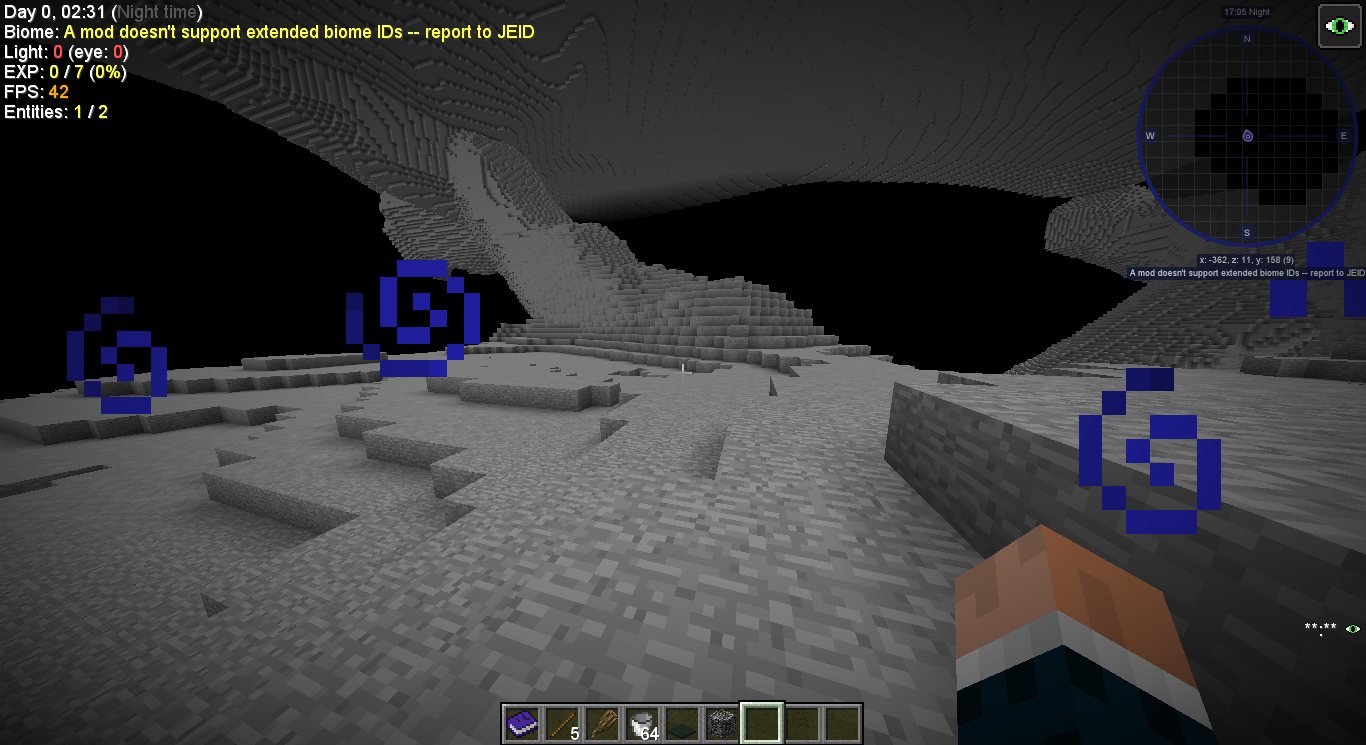 Day 0, 02:31 (Night time)
Biome: A mod doesn't support extended biome IDs -- report to JEID
Light: 0 (eye: 0)
EXP: 0 / 7 (0%)
FPS: 42
Entities: 1 / 2
17:05 Night
N
W
E
S
x: -362, z: 11, y: 158 (9)
A mod doesn't support extended biome IDs -- report to JEID
**:**
5
64